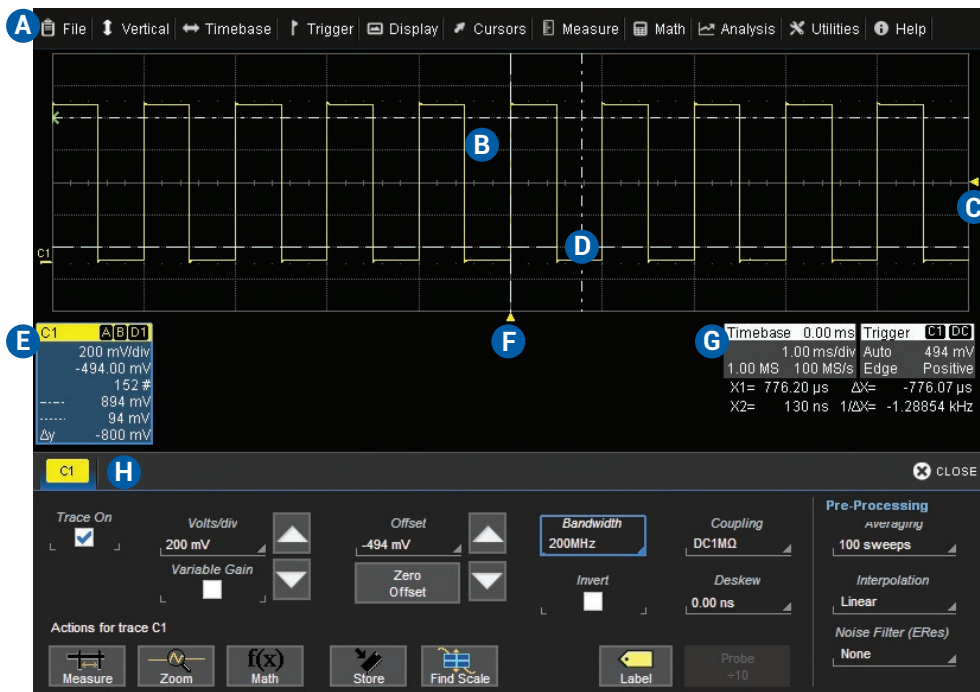 A File Vertical Timebase Trigger Display Cursors Measure Math Analysis Utilities Help
B
C
D
C1
E
F
G
C1 A B D1
200 mV/div
-494.00 mV
152 #
894 mV
94 mV
Δy -800 mV
Timebase 0.00 ms
1.00 ms/div
1.00 MS 100 MS/s
Trigger C1 DC
Auto 494 mV
Edge Positive
X1= 776.20 µs ΔX= -776.07 µs
X2= 130 ns 1/ΔX= -1.28854 kHz
C1
H
CLOSE
Trace On
Volts/div
200 mV
Variable Gain
Offset
-494 mV
Zero
Offset
Bandwidth
200MHz
Invert
Coupling
DC1MΩ
Deskew
0.00 ns
Pre-Processing
Averaging
100 sweeps
Interpolation
Linear
Noise Filter (ERes)
None
Actions for trace C1
Measure
Zoom
f(x)
Math
Store
Find Scale
Label
Probe
÷10